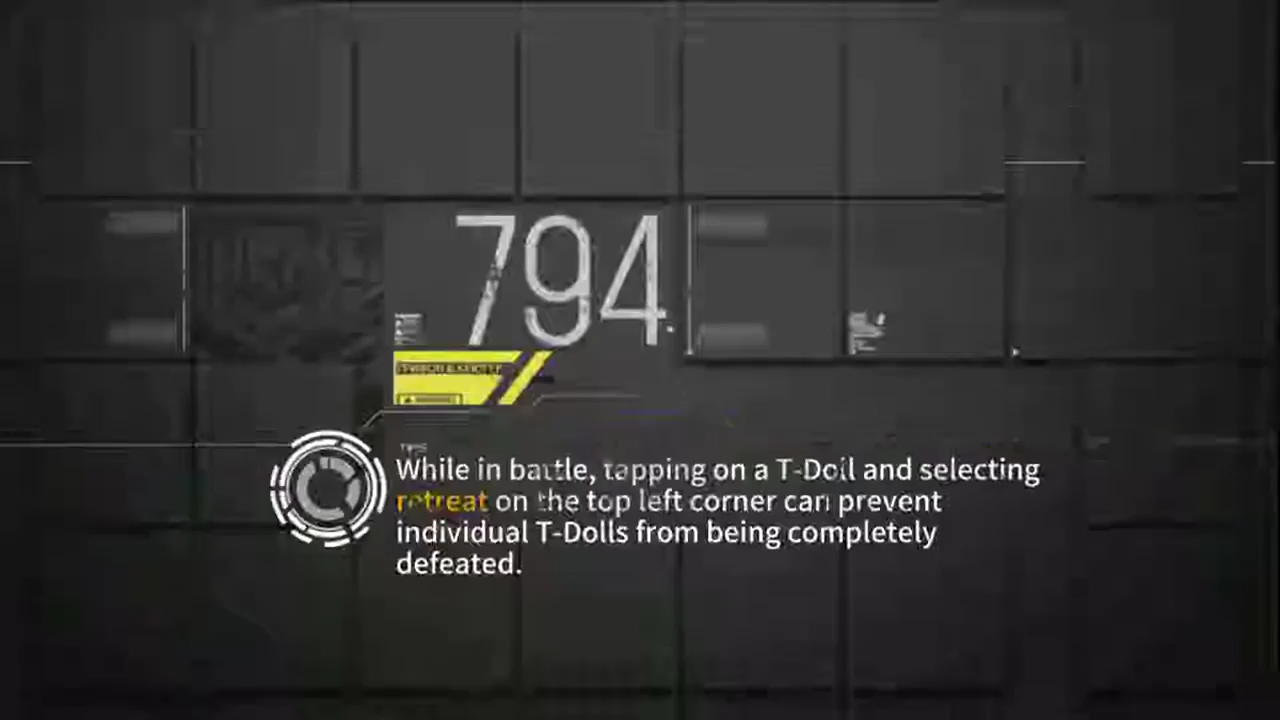 794
TIPS
While in battle, tapping on a T-Doll and selecting
retreat on the top left corner can prevent
individual T-Dolls from being completely
defeated.